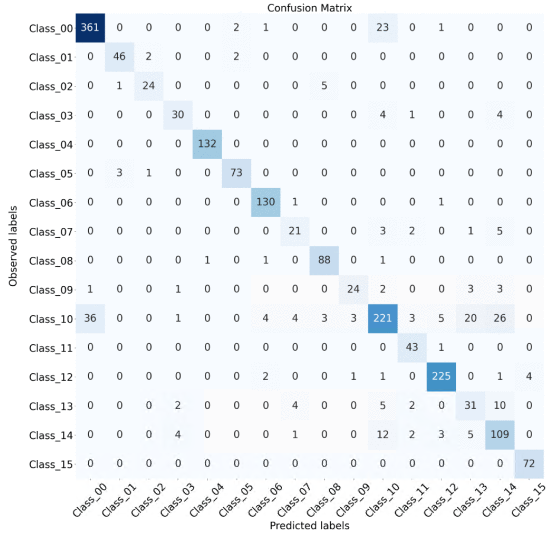 Confusion Matrix
Observed labels
Class_00 361 0 0 0 0 2 1 0 0 0 23 0 1 0 0 0
Class_01 0 46 2 0 0 2 0 0 0 0 0 0 0 0 0 0
Class_02 0 1 24 0 0 0 0 0 5 0 0 0 0 0 0 0
Class_03 0 0 0 30 0 0 0 0 0 0 4 1 0 0 4 0
Class_04 0 0 0 0 132 0 0 0 0 0 0 0 0 0 0 0
Class_05 0 3 1 0 0 73 0 0 0 0 0 0 0 0 0 0
Class_06 0 0 0 0 0 0 130 1 0 0 0 0 1 0 0 0
Class_07 0 0 0 0 0 0 0 21 0 0 3 2 0 1 5 0
Class_08 0 0 0 0 1 0 1 0 88 0 1 0 0 0 0 0
Class_09 1 0 0 1 0 0 0 0 0 24 2 0 0 3 3 0
Class_10 36 0 0 1 0 0 4 4 3 3 221 3 5 20 26 0
Class_11 0 0 0 0 0 0 0 0 0 0 0 43 1 0 0 0
Class_12 0 0 0 0 0 0 2 0 0 1 1 0 225 0 1 4
Class_13 0 0 0 2 0 0 0 4 0 0 5 2 0 31 10 0
Class_14 0 0 0 4 0 0 0 1 0 0 12 2 3 5 109 0
Class_15 0 0 0 0 0 0 0 0 0 0 0 0 0 0 0 72
Class_00 Class_01 Class_02 Class_03 Class_04 Class_05 Class_06 Class_07 Class_08 Class_09 Class_10 Class_11 Class_12 Class_13 Class_14 Class_15
Predicted labels